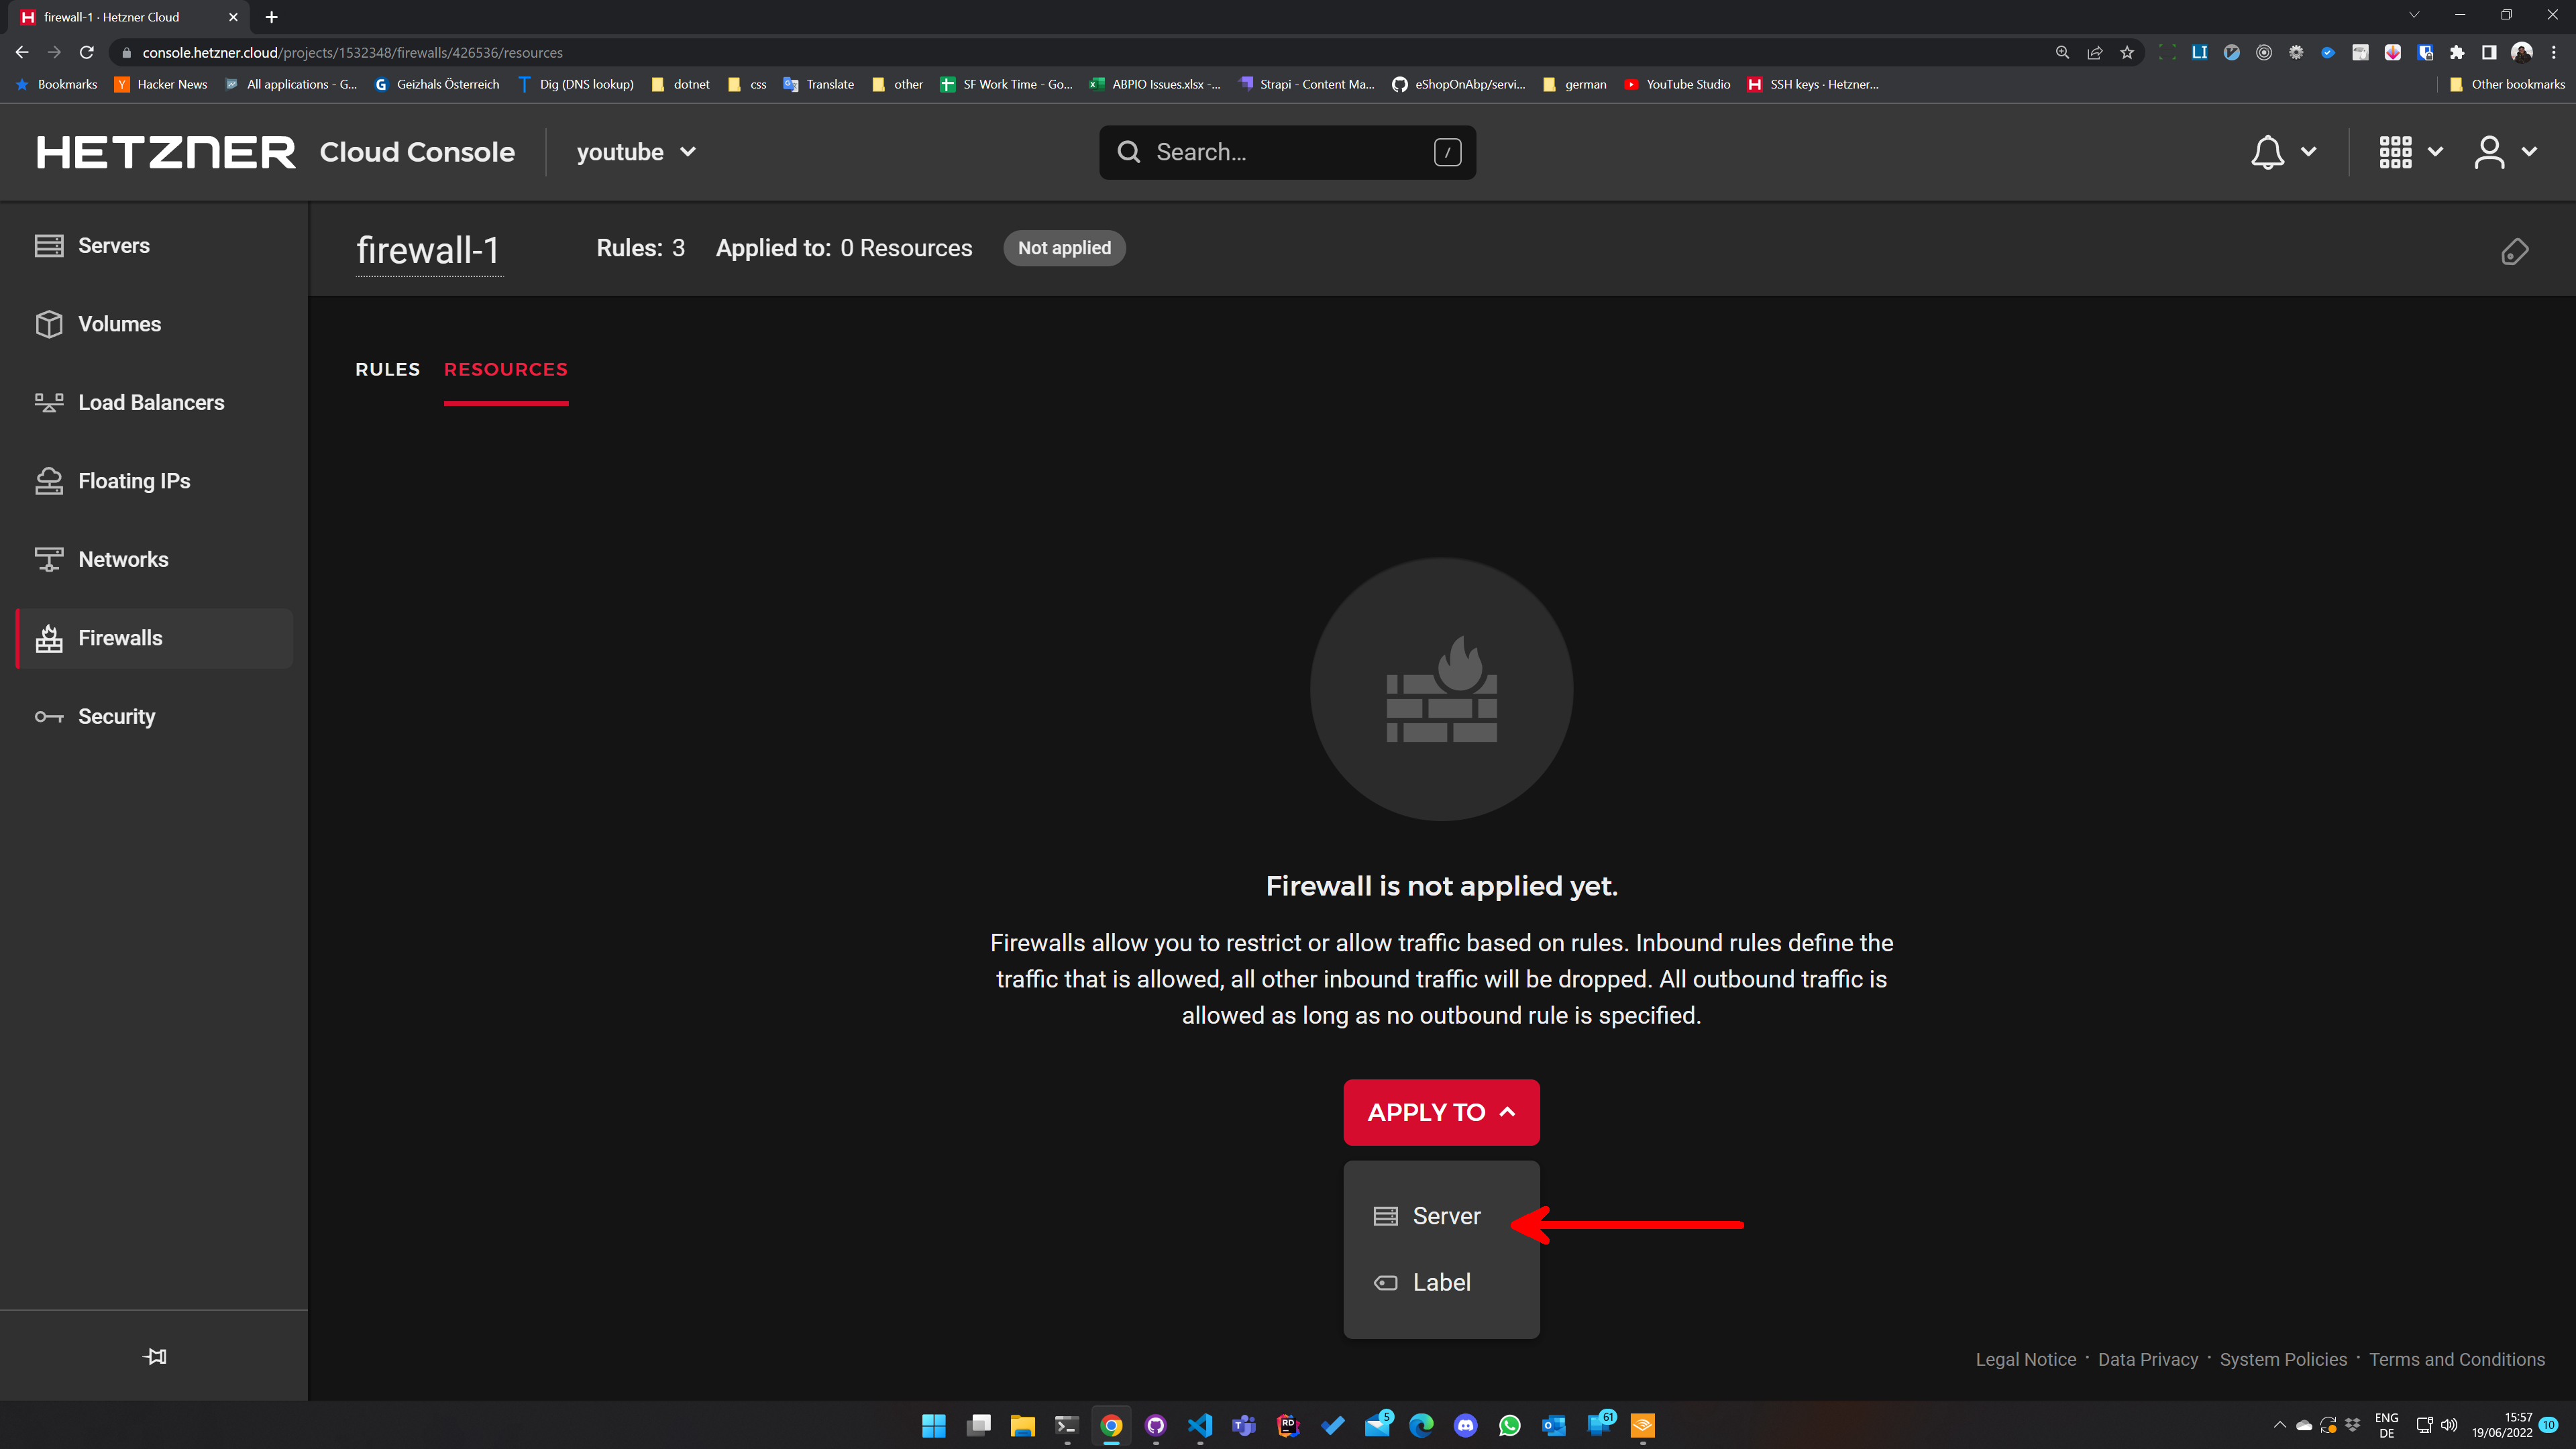 firewall-1 · Hetzner Cloud
console.hetzner.cloud/projects/1532348/firewalls/426536/resources
Bookmarks Hacker News All applications - G... Geizhals Österreich Dig (DNS lookup) dotnet css Translate other SF Work Time - Go... ABPIO Issues.xlsx -... Strapi - Content Ma... eShopOnAbp/servi... german YouTube Studio SSH keys · Hetzner... Other bookmarks
HETZNER Cloud Console youtube Search... /
firewall-1 Rules: 3 Applied to: 0 Resources Not applied
Servers
Volumes
Load Balancers
Floating IPs
Networks
Firewalls
Security
RULES RESOURCES
Firewall is not applied yet.
Firewalls allow you to restrict or allow traffic based on rules. Inbound rules define the
traffic that is allowed, all other inbound traffic will be dropped. All outbound traffic is
allowed as long as no outbound rule is specified.
APPLY TO
Server
Label
Legal Notice · Data Privacy · System Policies · Terms and Conditions
5 61
ENG
DE
15:57
19/06/2022
10